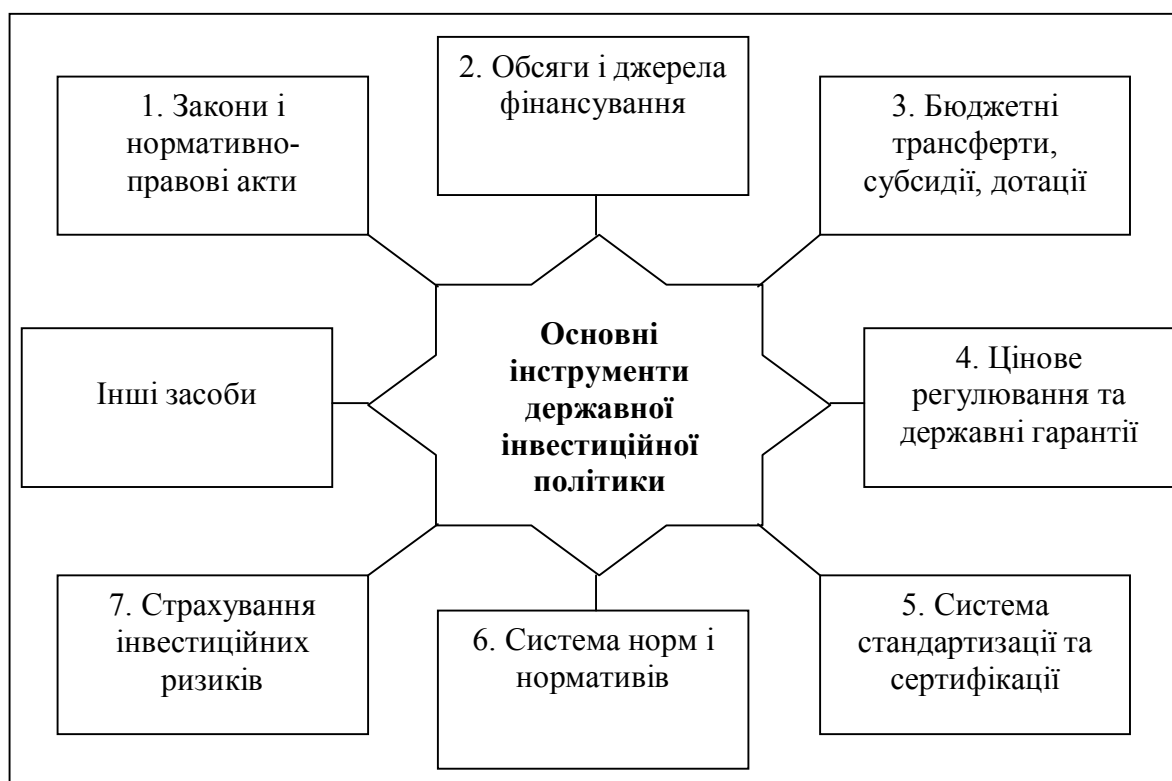 1. Закони і
нормативно-
правові акти
2. Обсяги і джерела
фінансування
3. Бюджетні
трансферти,
субсидії, дотації
Інші засоби
Основні
інструменти
державної
інвестиційної
політики
4. Цінове
регулювання та
державні гарантії
7. Страхування
інвестиційних
ризиків
6. Система норм і
нормативів
5. Система
стандартизації та
сертифікації